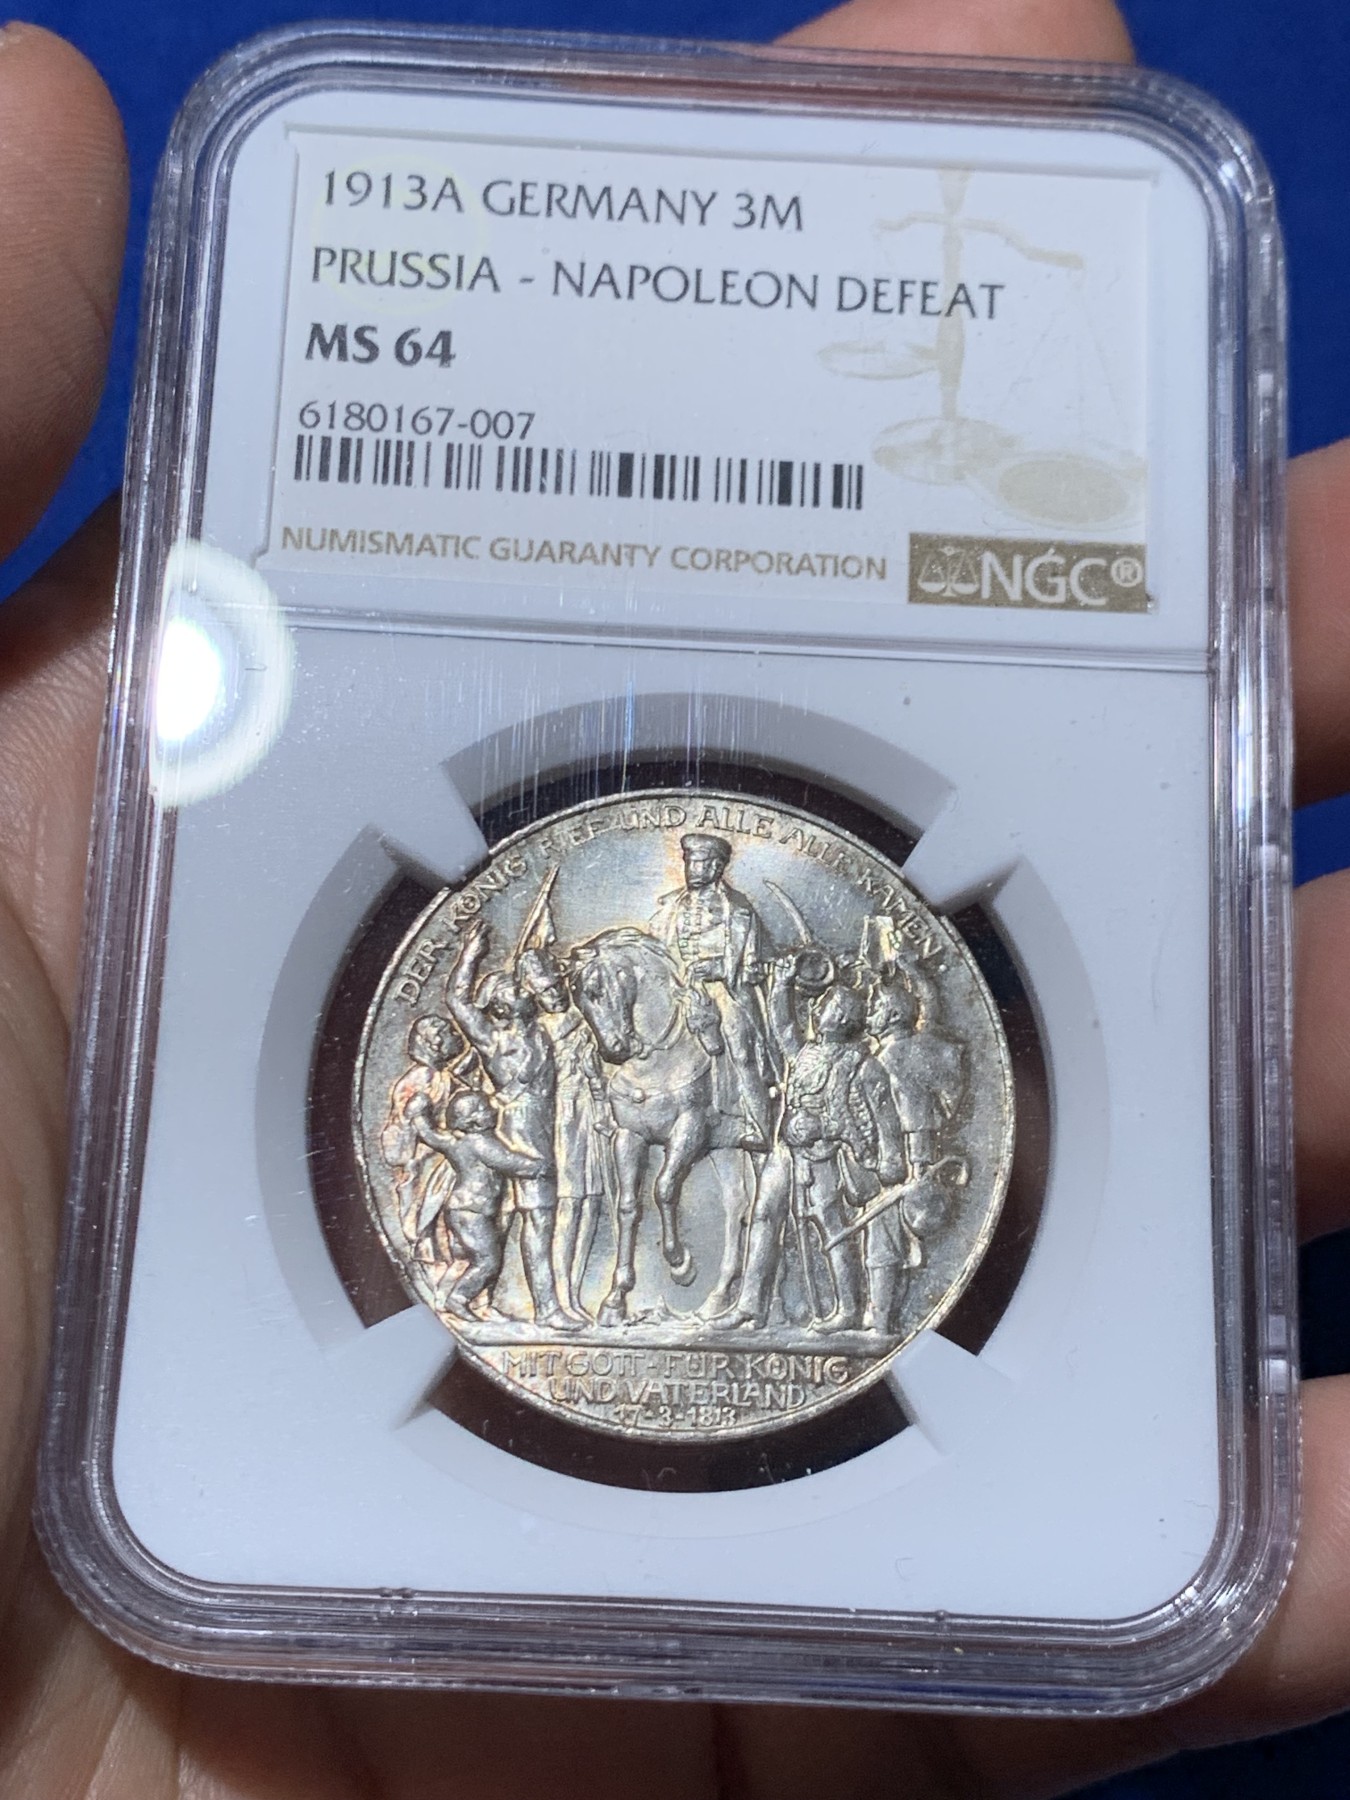 1913A GERMANY 3M
PRUSSIA - NAPOLEON DEFEAT
MS 64
6180167-007
NUMISMATIC GUARANTY CORPORATION
NGC®
DER KÖNIG RIEF UND ALLE ALLE KAMEN.
MIT GOTT-FÜR KÖNIG
UND VATERLAND
17-3-1813